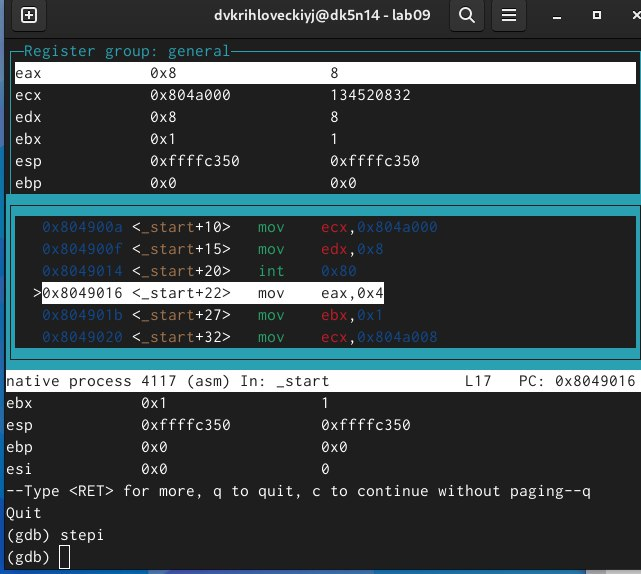 dvkrihloveckiyj@dk5n14 - lab09
Register group: general
eax 0x8 8
ecx 0x804a000 134520832
edx 0x8 8
ebx 0x1 1
esp 0xffffc350 0xffffc350
ebp 0x0 0x0
0x804900a <_start+10> mov ecx,0x804a000
0x804900f <_start+15> mov edx,0x8
0x8049014 <_start+20> int 0x80
>0x8049016 <_start+22> mov eax,0x4
0x804901b <_start+27> mov ebx,0x1
0x8049020 <_start+32> mov ecx,0x804a008
native process 4117 (asm) In: _start L17 PC: 0x8049016
ebx 0x1 1
esp 0xffffc350 0xffffc350
ebp 0x0 0x0
esi 0x0 0
--Type <RET> for more, q to quit, c to continue without paging--q
Quit
(gdb) stepi
(gdb)